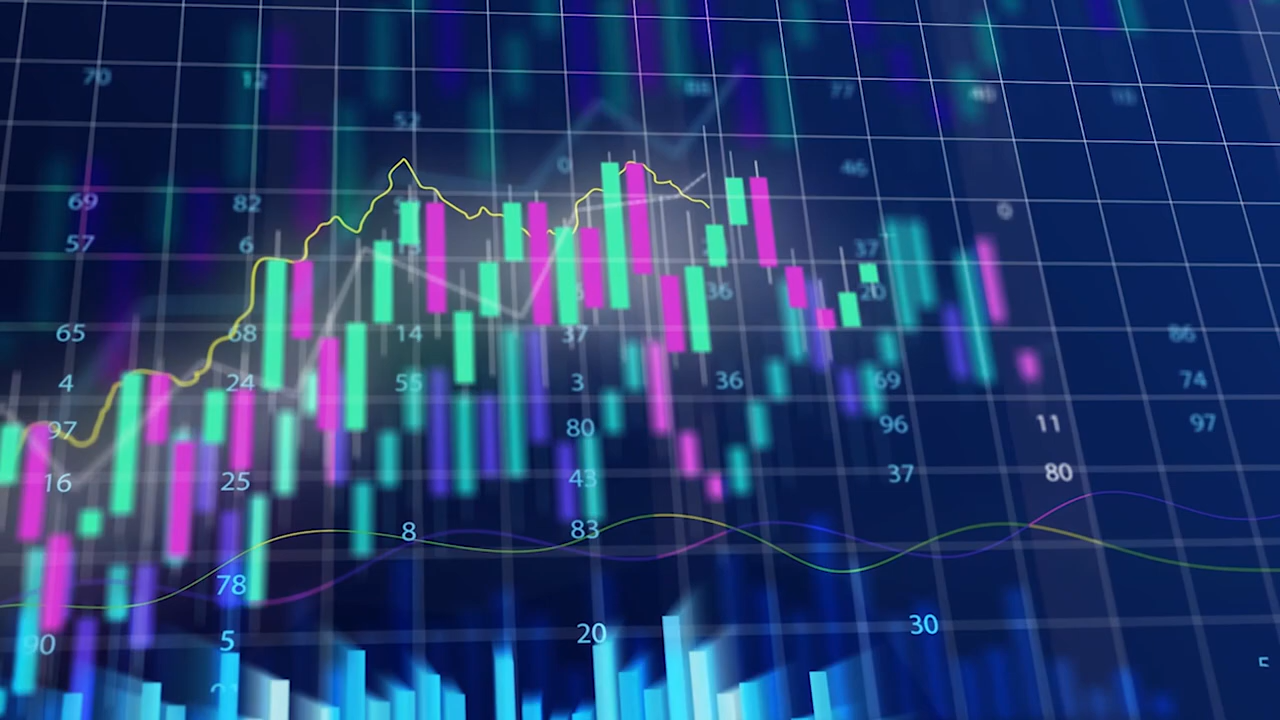 70 12
52
77
46
69 82
57 6 37
36 20
65 68 14 37
86
4 24 55 3 36 69 74
97 80 96 11 97
16 25 43 37 80
8 83
78
90 5 20 30